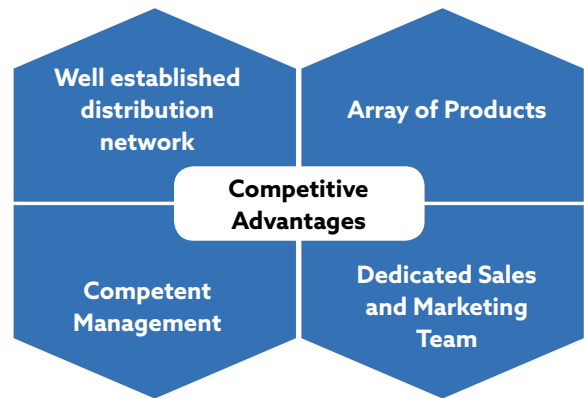 Well established
distribution
network
Array of Products
Competitive
Advantages
Competent
Management
Dedicated Sales
and Marketing
Team